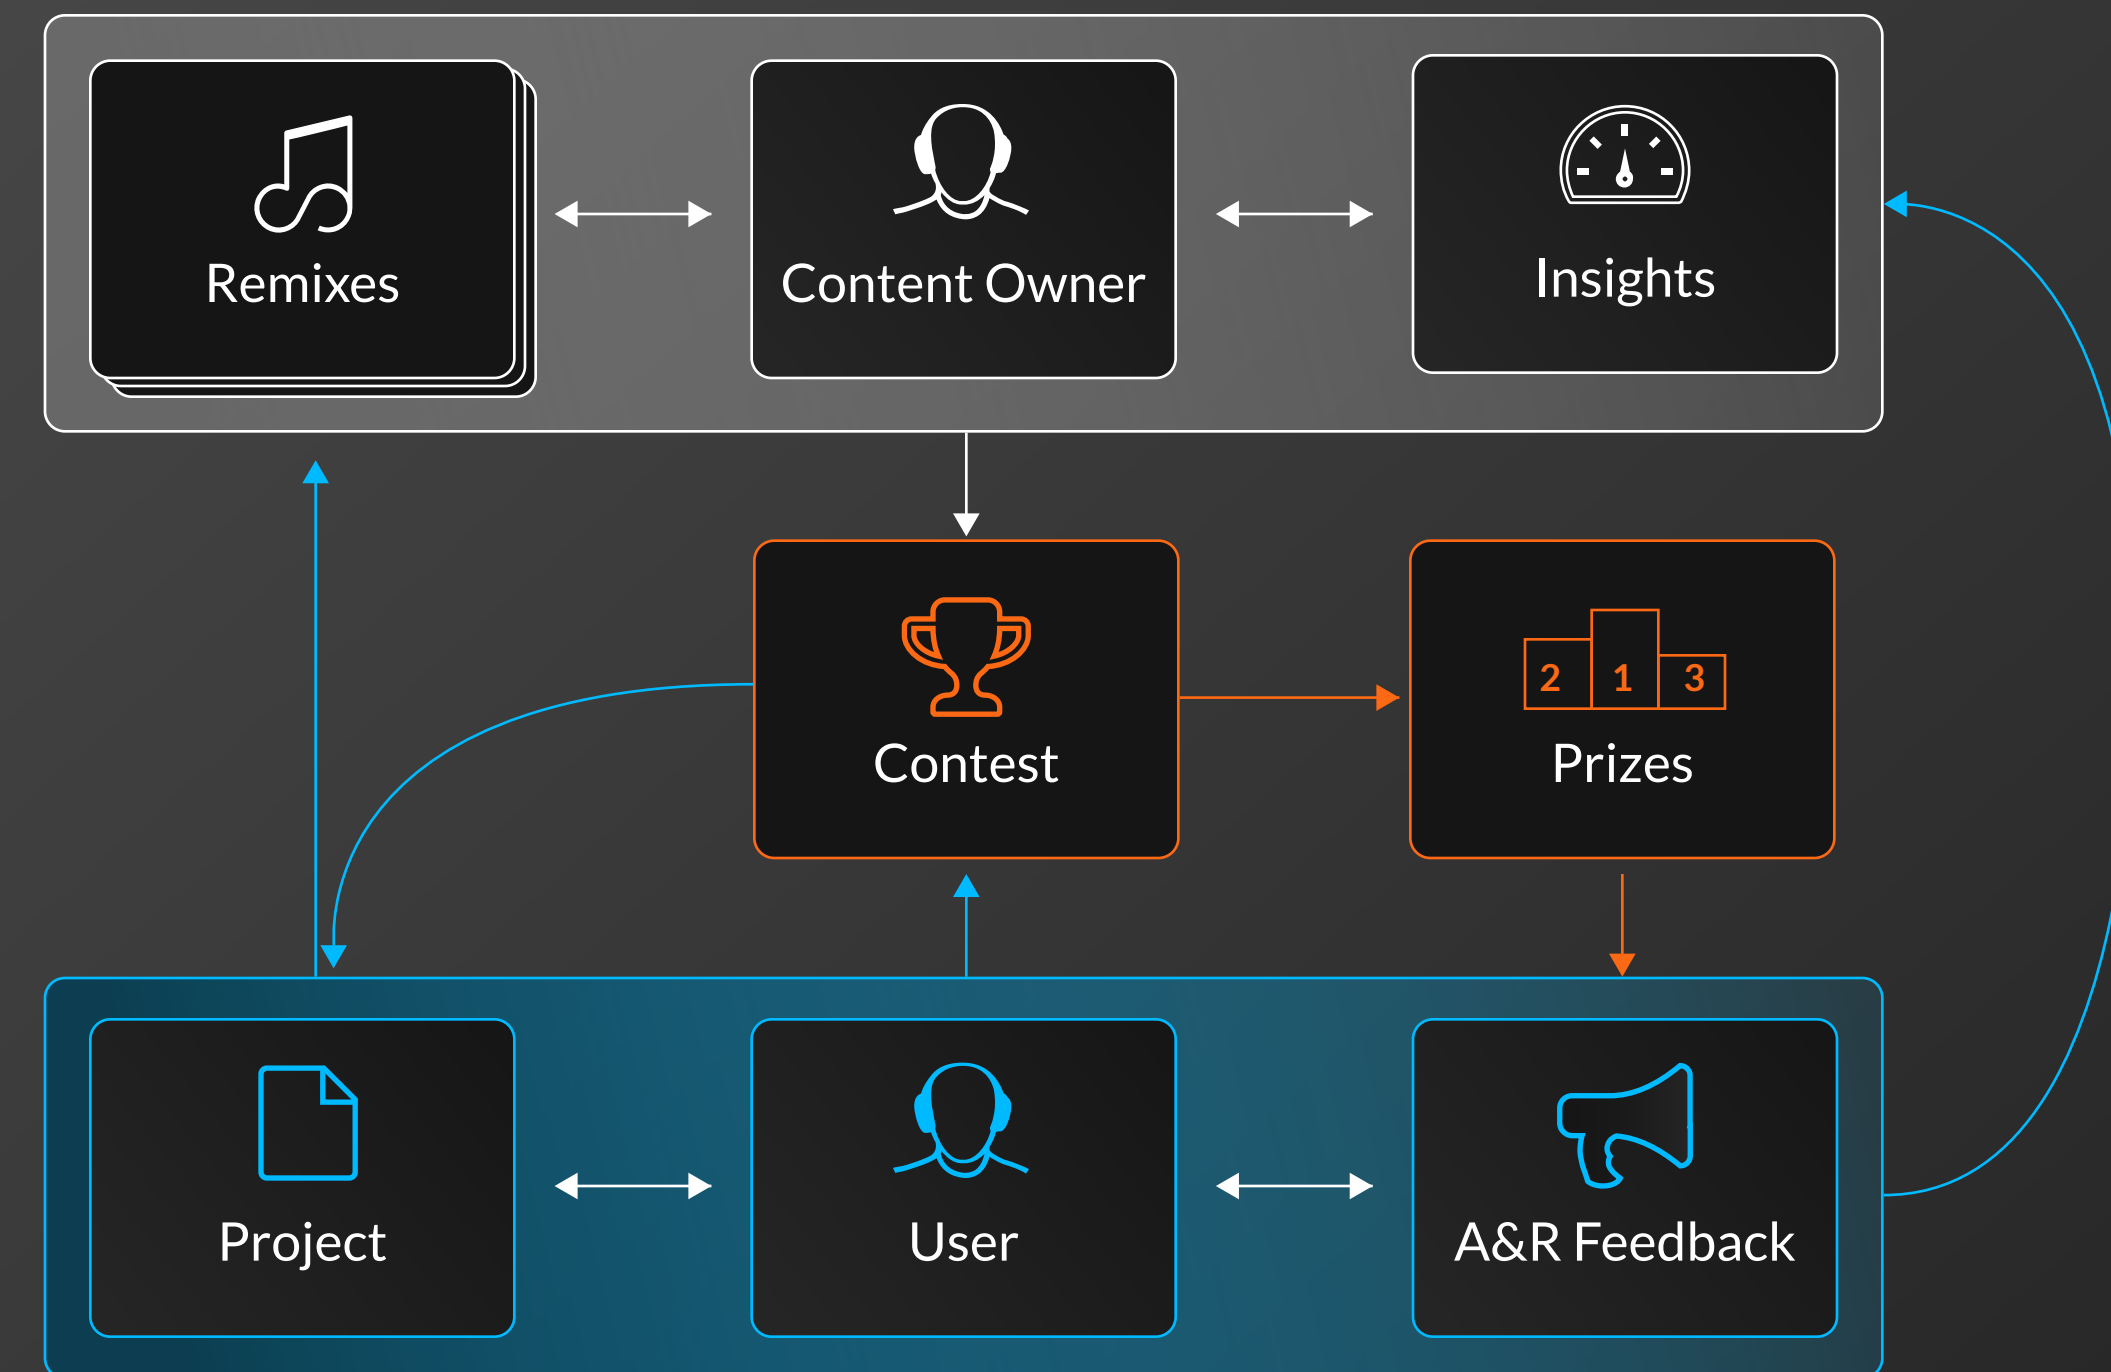 Remixes
Content Owner
Insights
Contest
2 1 3
Prizes
Project
User
A&R Feedback